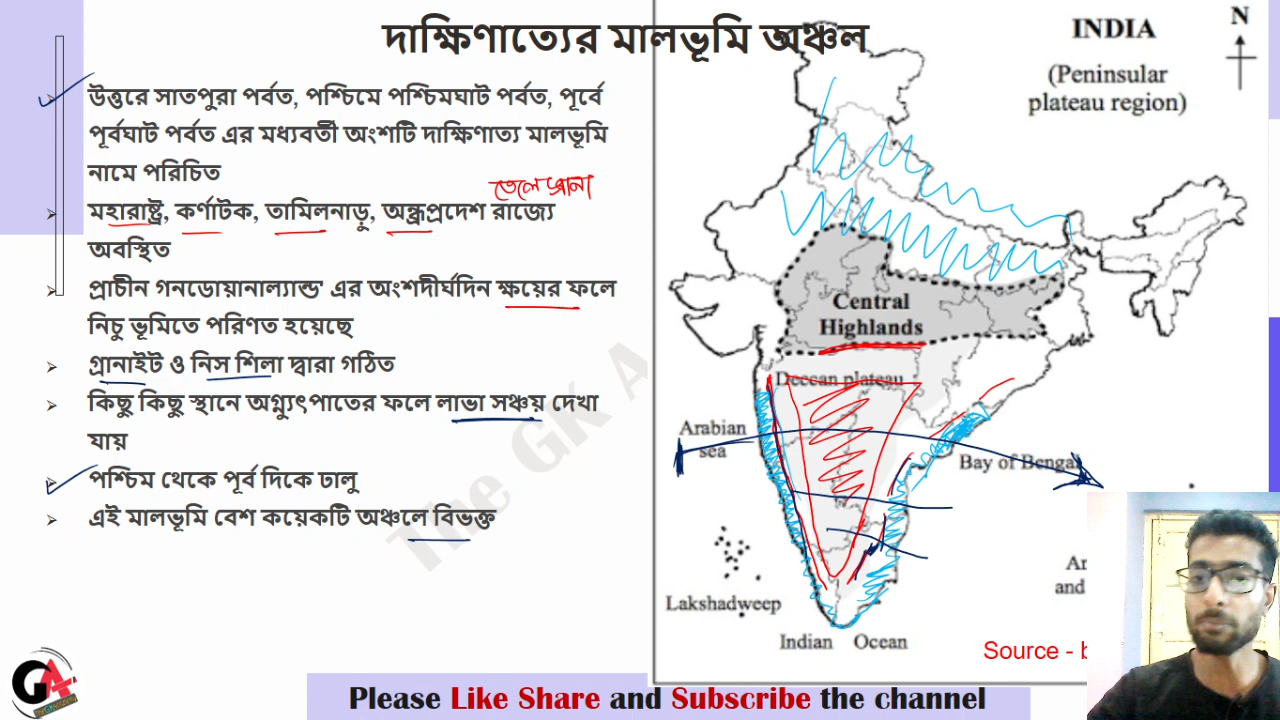 দাক্ষিণাত্যের মালভূমি অঞ্চল
উত্তরে সাতপুরা পর্বত, পশ্চিমে পশ্চিমঘাট পর্বত, পূর্বে
পূর্বঘাট পর্বত এর মধ্যবর্তী অংশটি দাক্ষিণাত্য মালভূমি
নামে পরিচিত
মহারাষ্ট্র, কর্ণাটক, তামিলনাড়ু, অন্ধ্রপ্রদেশ রাজ্যে
অবস্থিত
প্রাচীন গনডোয়ানাল্যান্ড' এর অংশদীর্ঘদিন ক্ষয়ের ফলে
নিচু ভূমিতে পরিণত হয়েছে
গ্রানাইট ও নিস শিলা দ্বারা গঠিত
কিছু কিছু স্থানে অগ্ন্যুৎপাতের ফলে লাভা সঞ্চয় দেখা
যায়
পশ্চিম থেকে পূর্ব দিকে ঢালু
এই মালভূমি বেশ কয়েকটি অঞ্চলে বিভক্ত
The GK A
INDIA
(Peninsular
plateau region)
N
Central
Highlands
Deccan plateau
Arabian
sea
Bay of Bengal
Lakshadweep
Indian Ocean
and
Source -
GA
Please Like Share and Subscribe the channel